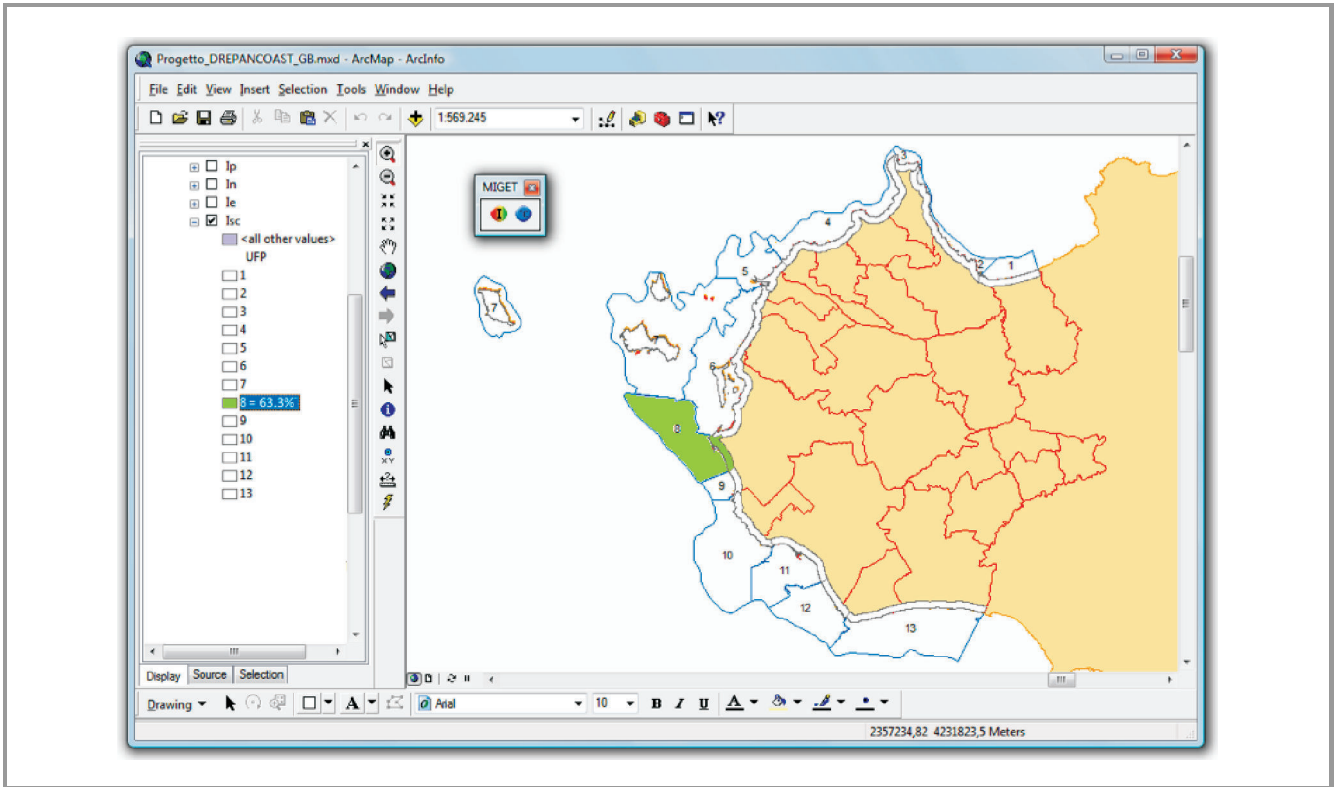 Progetto_DREPANCOAST_GB.mxd - ArcMap - ArcInfo
File Edit View Insert Selection Tools Window Help
1:569.245
Ip
In
Ie
Isc
<all other values>
UFP
1
2
3
4
5
6
7
8 = 63.3%
9
10
11
12
13
Display Source Selection
MIGET
I
XY
3
4
2
1
5
7
6
8
9
10
11
12
13
Drawing A Arial 10 B I U A
2357234,82 4231823,5 Meters